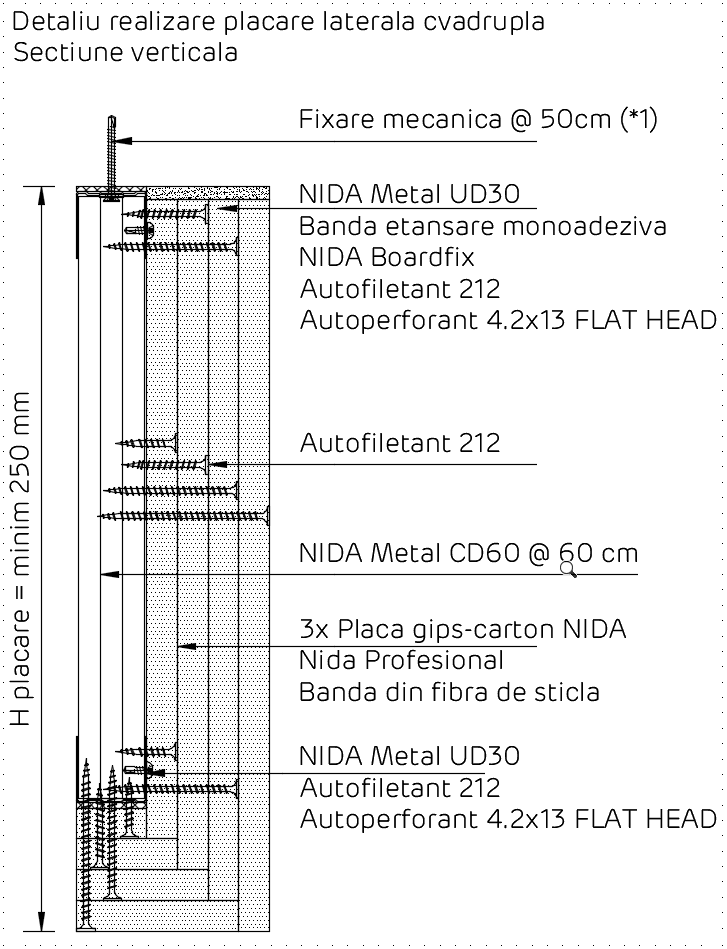 Detaliu realizare placare laterala cvadrupla
Sectiune verticala
Fixare mecanica @ 50cm (*1)
NIDA Metal UD30
Banda etansare monoadeziva
NIDA Boardfix
Autofiletant 212
Autoperforant 4.2x13 FLAT HEAD
Autofiletant 212
NIDA Metal CD60 @ 60 cm
3x Placa gips-carton NIDA
Nida Profesional
Banda din fibra de sticla
NIDA Metal UD30
Autofiletant 212
Autoperforant 4.2x13 FLAT HEAD
H placare = minim 250 mm